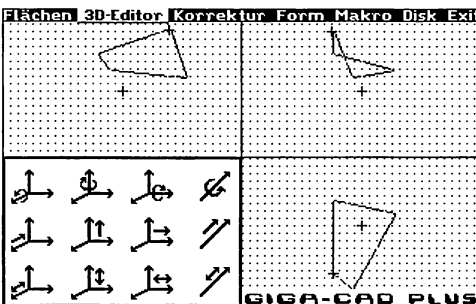 Flächen 3D-Editor Korrektur Form Makro Disk Exit
GIGA-CAD PLUS